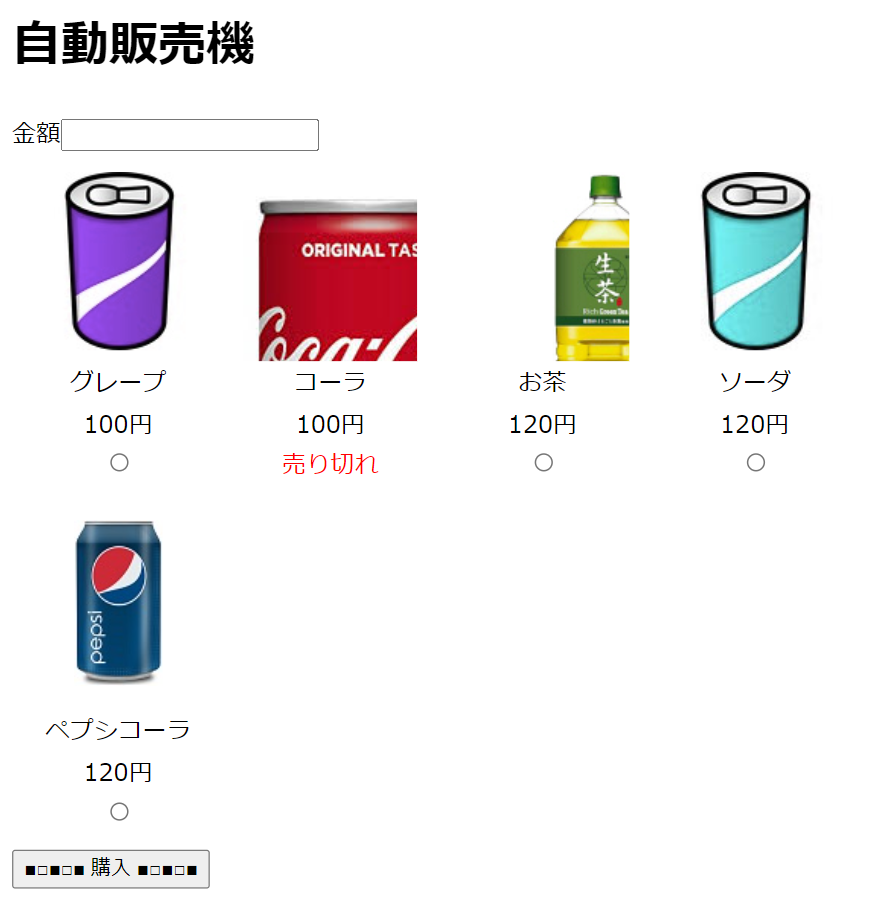 自動販売機
金額
ORIGINAL TAS
Coca-C
生
茶
Rich Green Tea
グレープ コーラ お茶 ソーダ
100円 100円 120円 120円
売り切れ
pepsi
ペプシコーラ
120円
■□■□■ 購入 ■□■□■